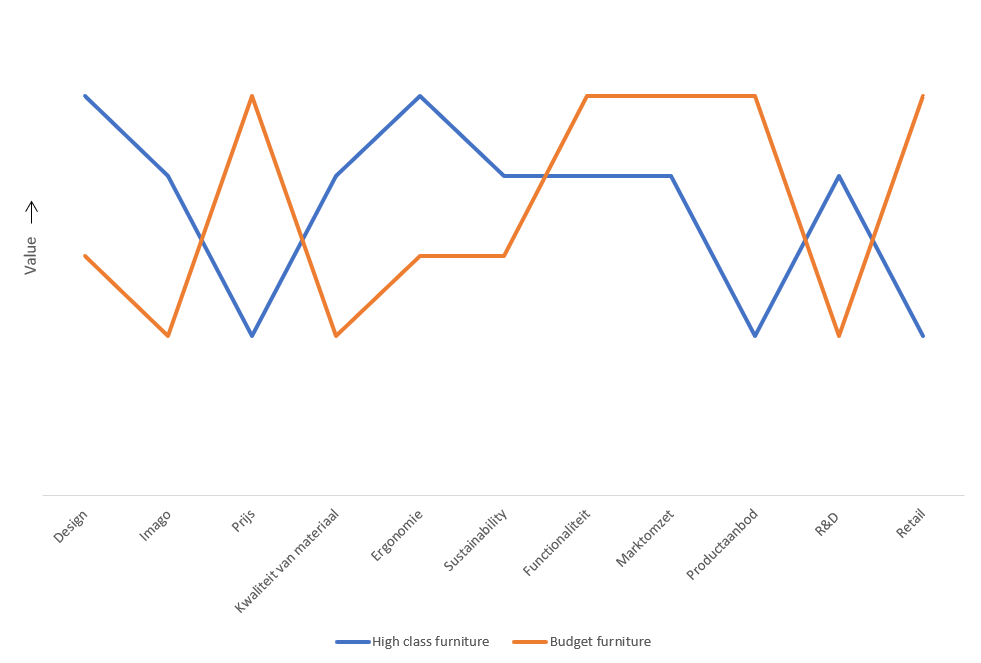 Value
Design
Imago
Prijs
Kwaliteit van materiaal
Ergonomie
Sustainability
Functionaliteit
Marktomzet
Productaanbod
R&D
Retail
High class furniture
Budget furniture